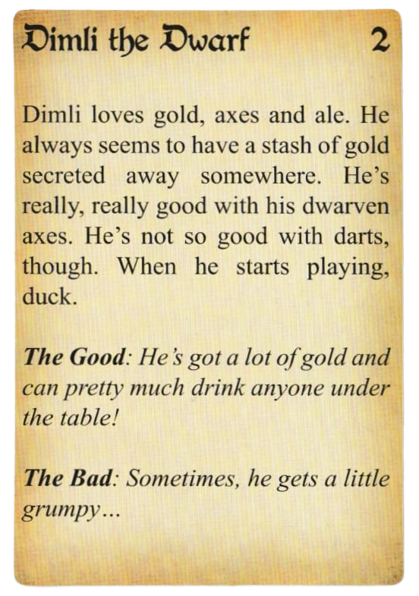 Dimli the Dwarf 2
Dimli loves gold, axes and ale. He
always seems to have a stash of gold
secreted away somewhere. He's
really, really good with his dwarven
axes. He's not so good with darts,
though. When he starts playing,
duck.
The Good: He's got a lot of gold and
can pretty much drink anyone under
the table!
The Bad: Sometimes, he gets a little
grumpy...